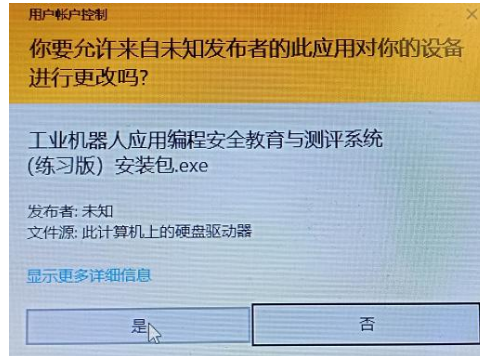 用户帐户控制
你要允许来自未知发布者的此应用对你的设备
进行更改吗?
工业机器人应用编程安全教育与测评系统
(练习版) 安装包.exe
发布者: 未知
文件源: 此计算机上的硬盘驱动器
显示更多详细信息
是
否